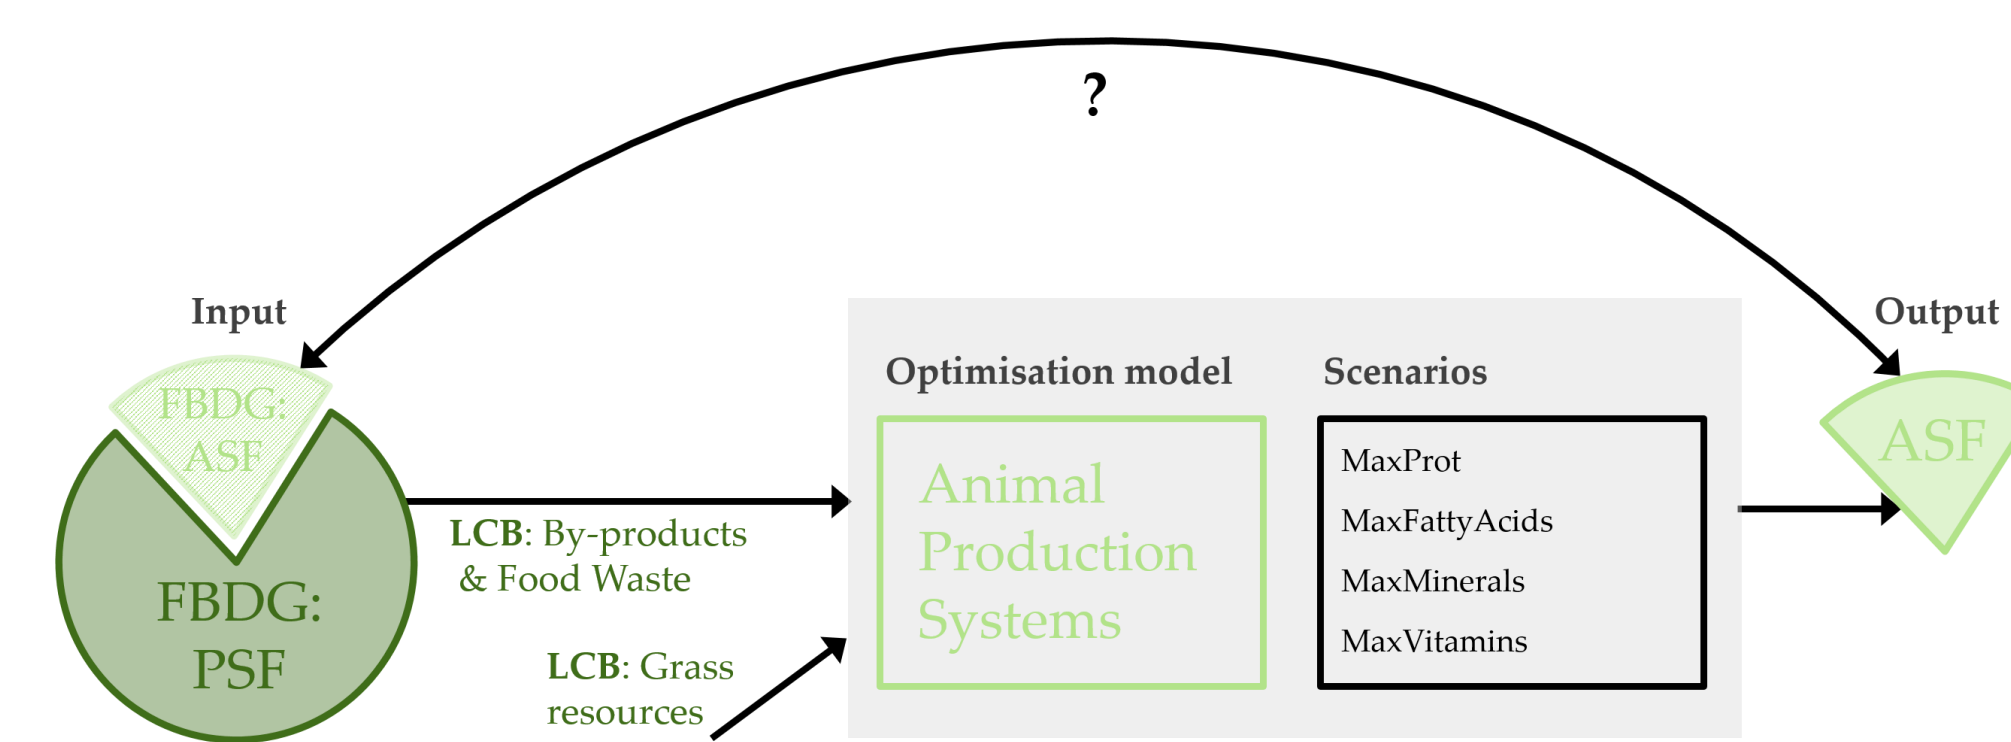 ?
Input
FBDG:
ASF
FBDG:
PSF
LCB: By-products
& Food Waste
LCB: Grass
resources
Optimisation model
Animal
Production
Systems
Scenarios
MaxProt
MaxFattyAcids
MaxMinerals
MaxVitamins
Output
ASF